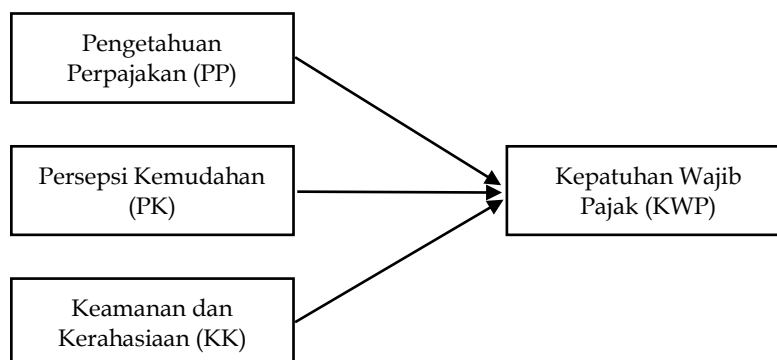 Pengetahuan
Perpajakan (PP)
Persepsi Kemudahan
(PK)
Kepatuhan Wajib
Pajak (KWP)
Keamanan dan
Kerahasiaan (KK)